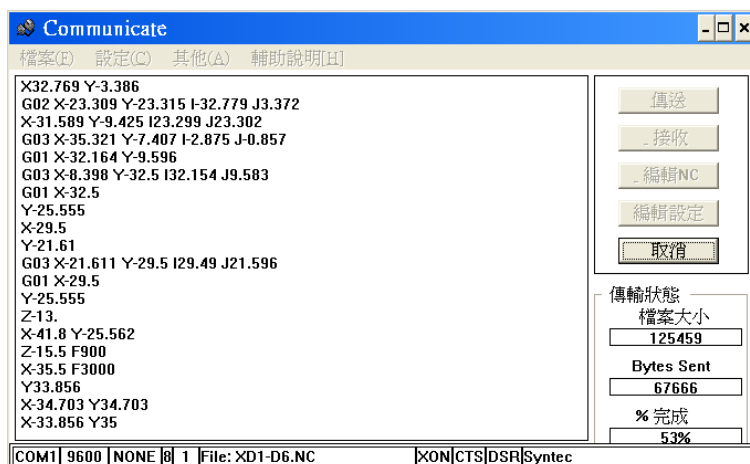 Communicate
檔案(F) 設定(C) 其他(A) 輔助說明[H]
X32.769 Y-3.386
G02 X-23.309 Y-23.315 I-32.779 J3.372
X-31.589 Y-9.425 I23.299 J23.302
G03 X-35.321 Y-7.407 I-2.875 J-0.857
G01 X-32.164 Y-9.596
G03 X-8.398 Y-32.5 I32.154 J9.583
G01 X-32.5
Y-25.555
X-29.5
Y-21.61
G03 X-21.611 Y-29.5 I29.49 J21.596
G01 X-29.5
Y-25.555
Z-13.
X-41.8 Y-25.562
Z-15.5 F900
X-35.5 F3000
Y33.856
X-34.703 Y34.703
X-33.856 Y35
傳送
_接收
_編輯NC
編輯設定
取消
傳輸狀態
檔案大小
125459
Bytes Sent
67666
% 完成
53%
COM1 9600 NONE 8 1 File: XD1-D6.NC XON CTS DSR Syntec